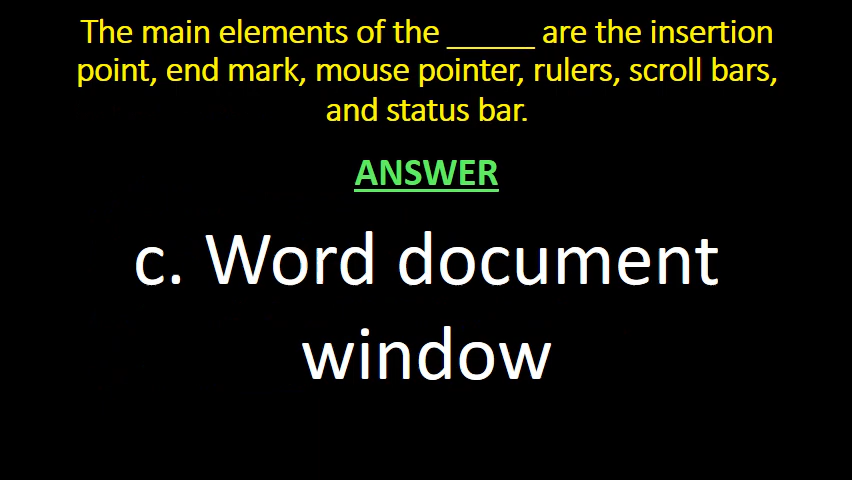 The main elements of the _____ are the insertion
point, end mark, mouse pointer, rulers, scroll bars,
and status bar.
ANSWER
c. Word document
window